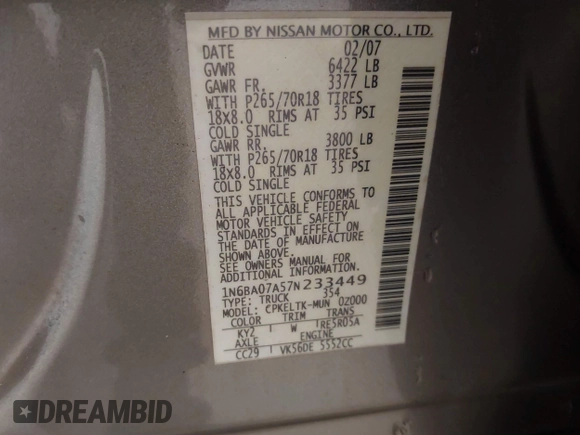 MFD BY NISSAN MOTOR CO., LTD.
DATE 02/07
GVWR 6422 LB
GAWR FR. 3377 LB
WITH P265/70R18 TIRES
18X8.0 RIMS AT 35 PSI
COLD SINGLE
GAWR RR. 3800 LB
WITH P265/70R18 TIRES
18X8.0 RIMS AT 35 PSI
COLD SINGLE
THIS VEHICLE CONFORMS TO
ALL APPLICABLE FEDERAL
MOTOR VEHICLE SAFETY
STANDARDS IN EFFECT ON
THE DATE OF MANUFACTURE
SHOWN ABOVE.
SEE OWNERS MANUAL FOR
ADDITIONAL INFORMATION.
1N6BA07A57N233449
TYPE: TRUCK 354
MODEL: CPKELTK-MUN 0Z000
COLOR TRIM TRANS
KY2 W RE5R05A
AXLE ENGINE
CC29 VK56DE 5552CC
DREAMBID